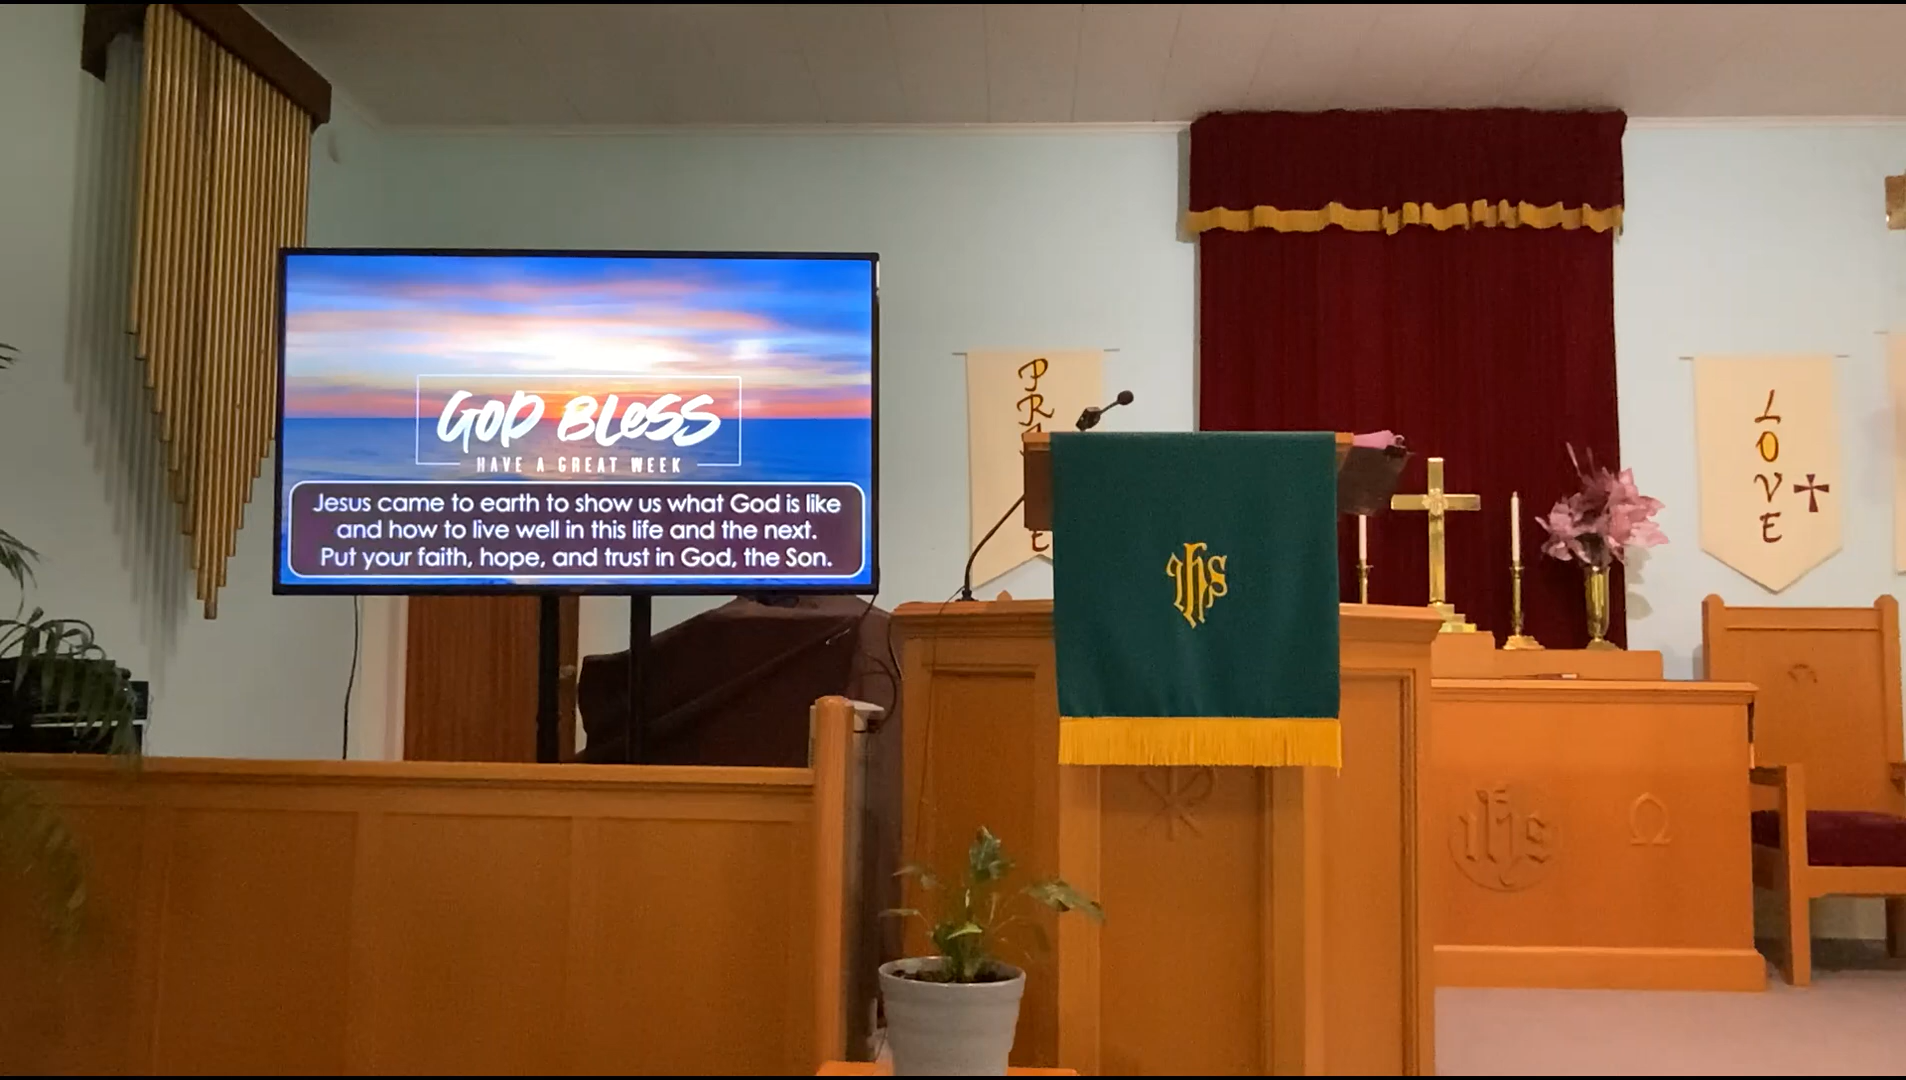 GOD BLESS
HAVE A GREAT WEEK
Jesus came to earth to show us what God is like
and how to live well in this life and the next.
Put your faith, hope, and trust in God, the Son.
LOVE
ihs
ihs
Ω